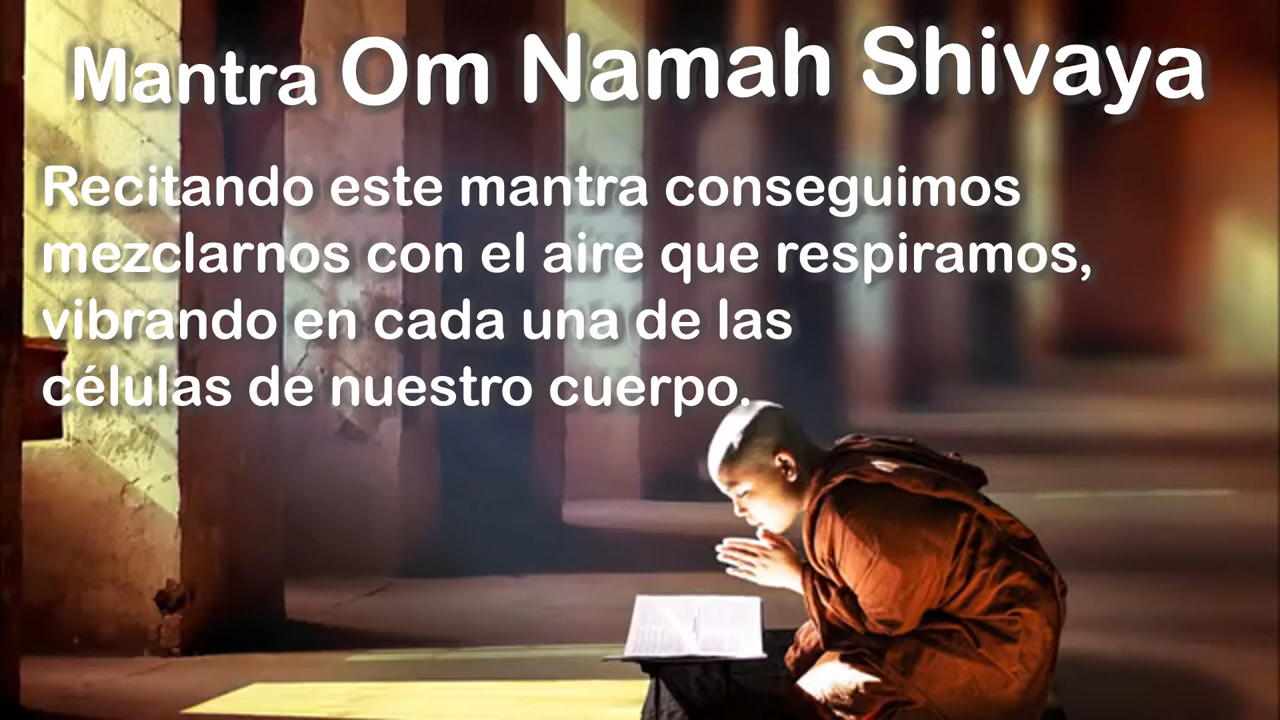 Mantra Om Namah Shivaya
Recitando este mantra conseguimos
mezclarnos con el aire que respiramos,
vibrando en cada una de las
células de nuestro cuerpo.